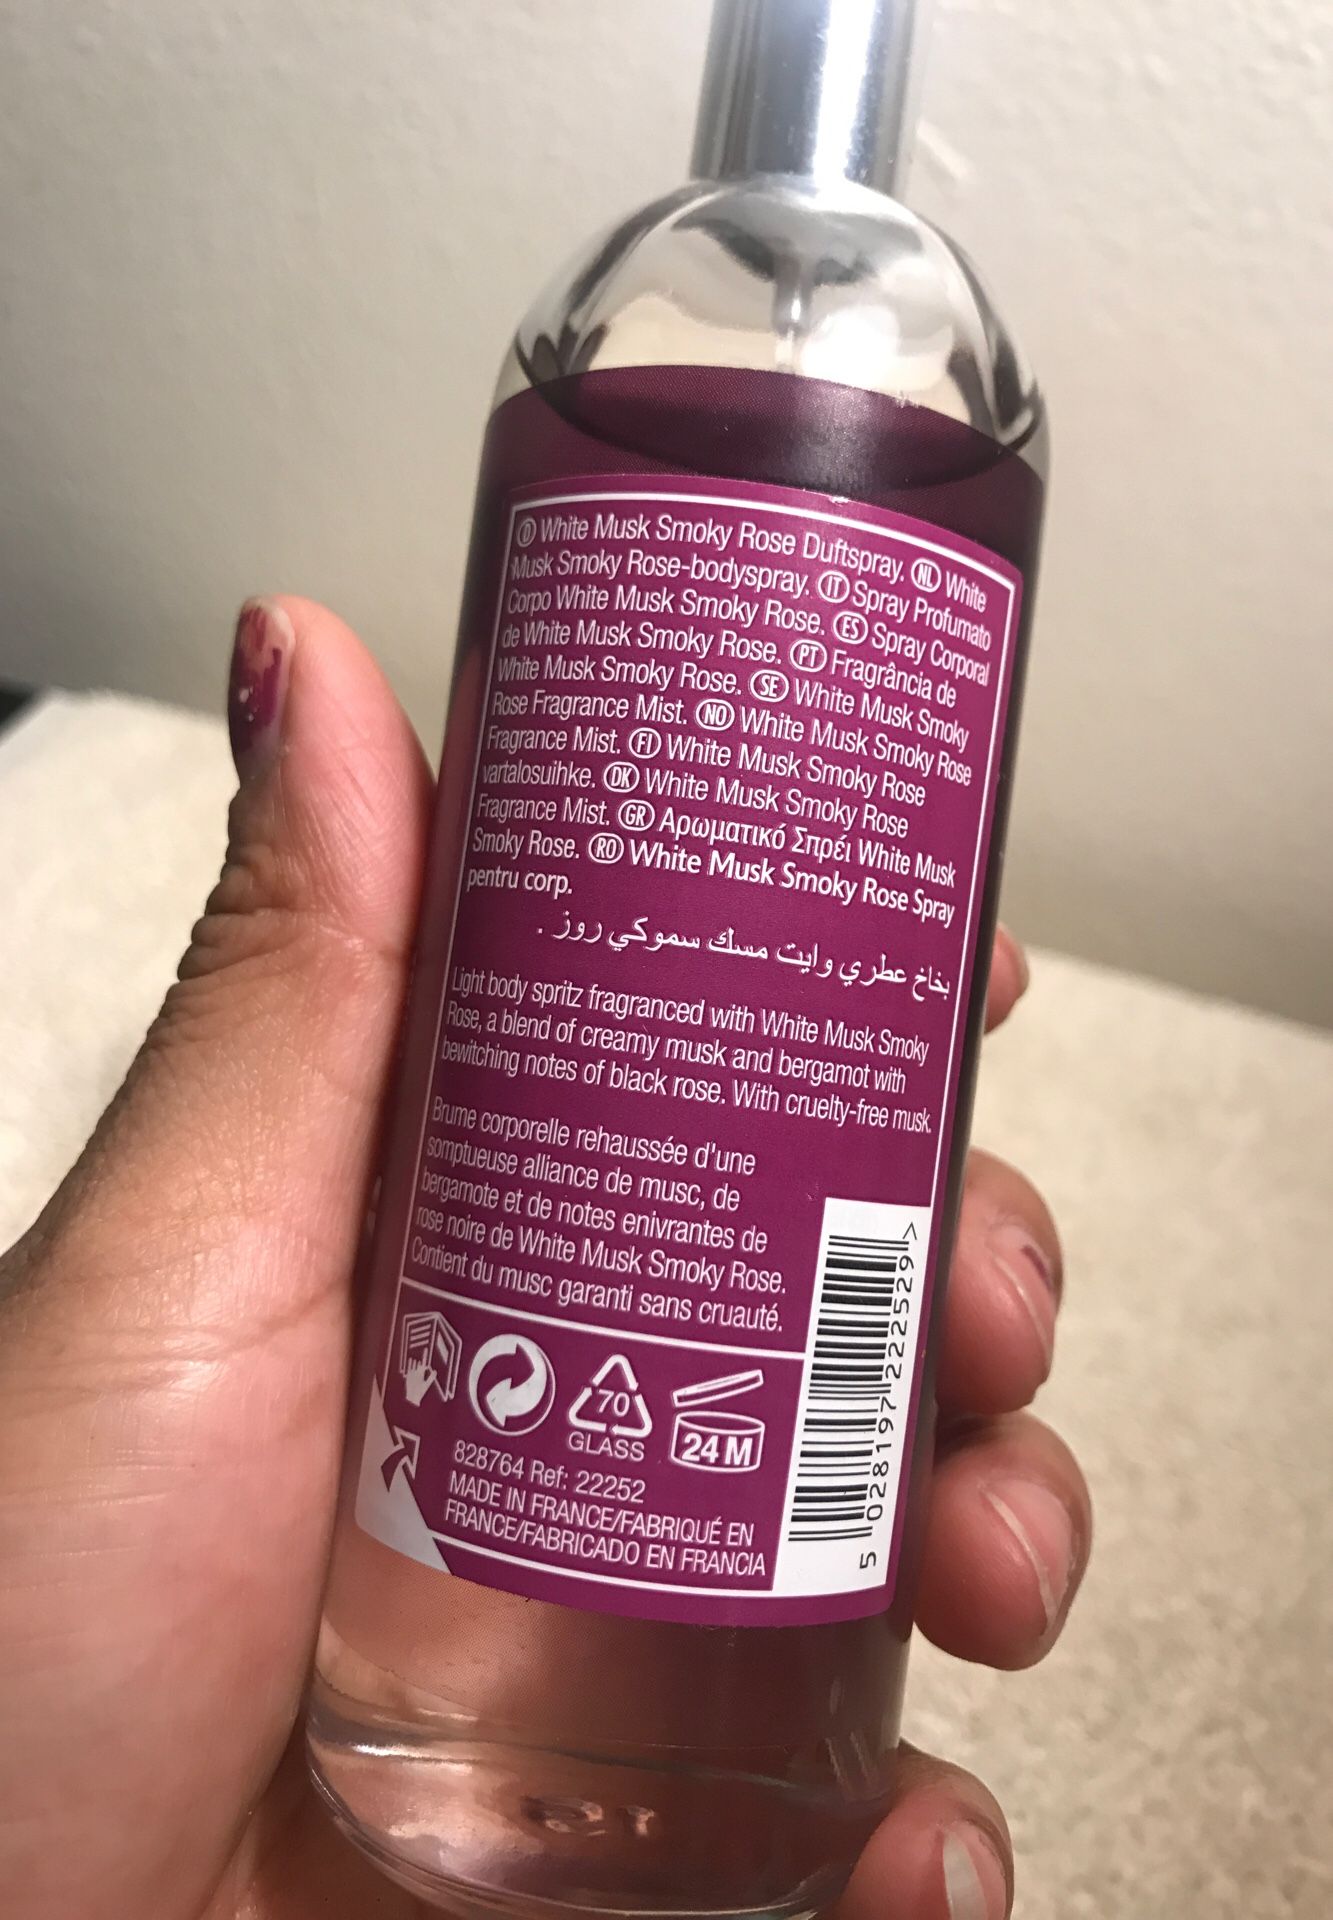 D White Musk Smoky Rose Duftspray. NL White
Musk Smoky Rose-bodyspray. IT Spray Profumato
Corpo White Musk Smoky Rose. ES Spray Corporal
de White Musk Smoky Rose. PT Fragrância de
White Musk Smoky Rose. SE White Musk Smoky
Rose Fragrance Mist. NO White Musk Smoky Rose
Fragrance Mist. FI White Musk Smoky Rose
vartalosuihke. DK White Musk Smoky Rose
Fragrance Mist. GR Αρωματικό Σπρέι White Musk
Smoky Rose. RO White Musk Smoky Rose Spray
pentru corp.
بخاخ عطري وايت مسك سموكي روز .
Light body spritz fragranced with White Musk Smoky
Rose, a blend of creamy musk and bergamot with
bewitching notes of black rose. With cruelty-free musk.
Brume corporelle rehaussée d'une
somptueuse alliance de musc, de
bergamote et de notes enivrantes de
rose noire de White Musk Smoky Rose.
Contient du musc garanti sans cruauté.
70
GLASS
24 M
828764 Ref: 22252
MADE IN FRANCE/FABRIQUÉ EN
FRANCE/FABRICADO EN FRANCIA
5 028197 222529 >